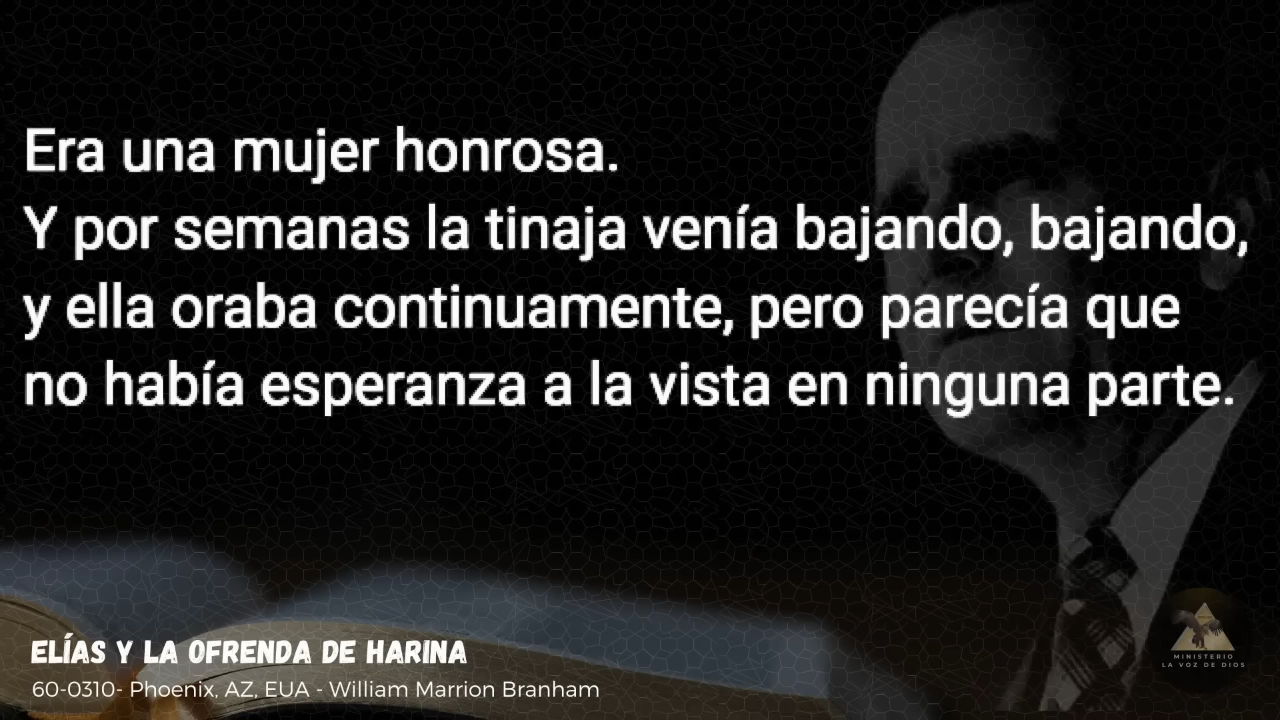 Era una mujer honrosa.
Y por semanas la tinaja venía bajando, bajando,
y ella oraba continuamente, pero parecía que
no había esperanza a la vista en ninguna parte.
ELÍAS Y LA OFRENDA DE HARINA
60-0310- Phoenix, AZ, EUA - William Marrion Branham
MINISTERIO
LA VOZ DE DIOS